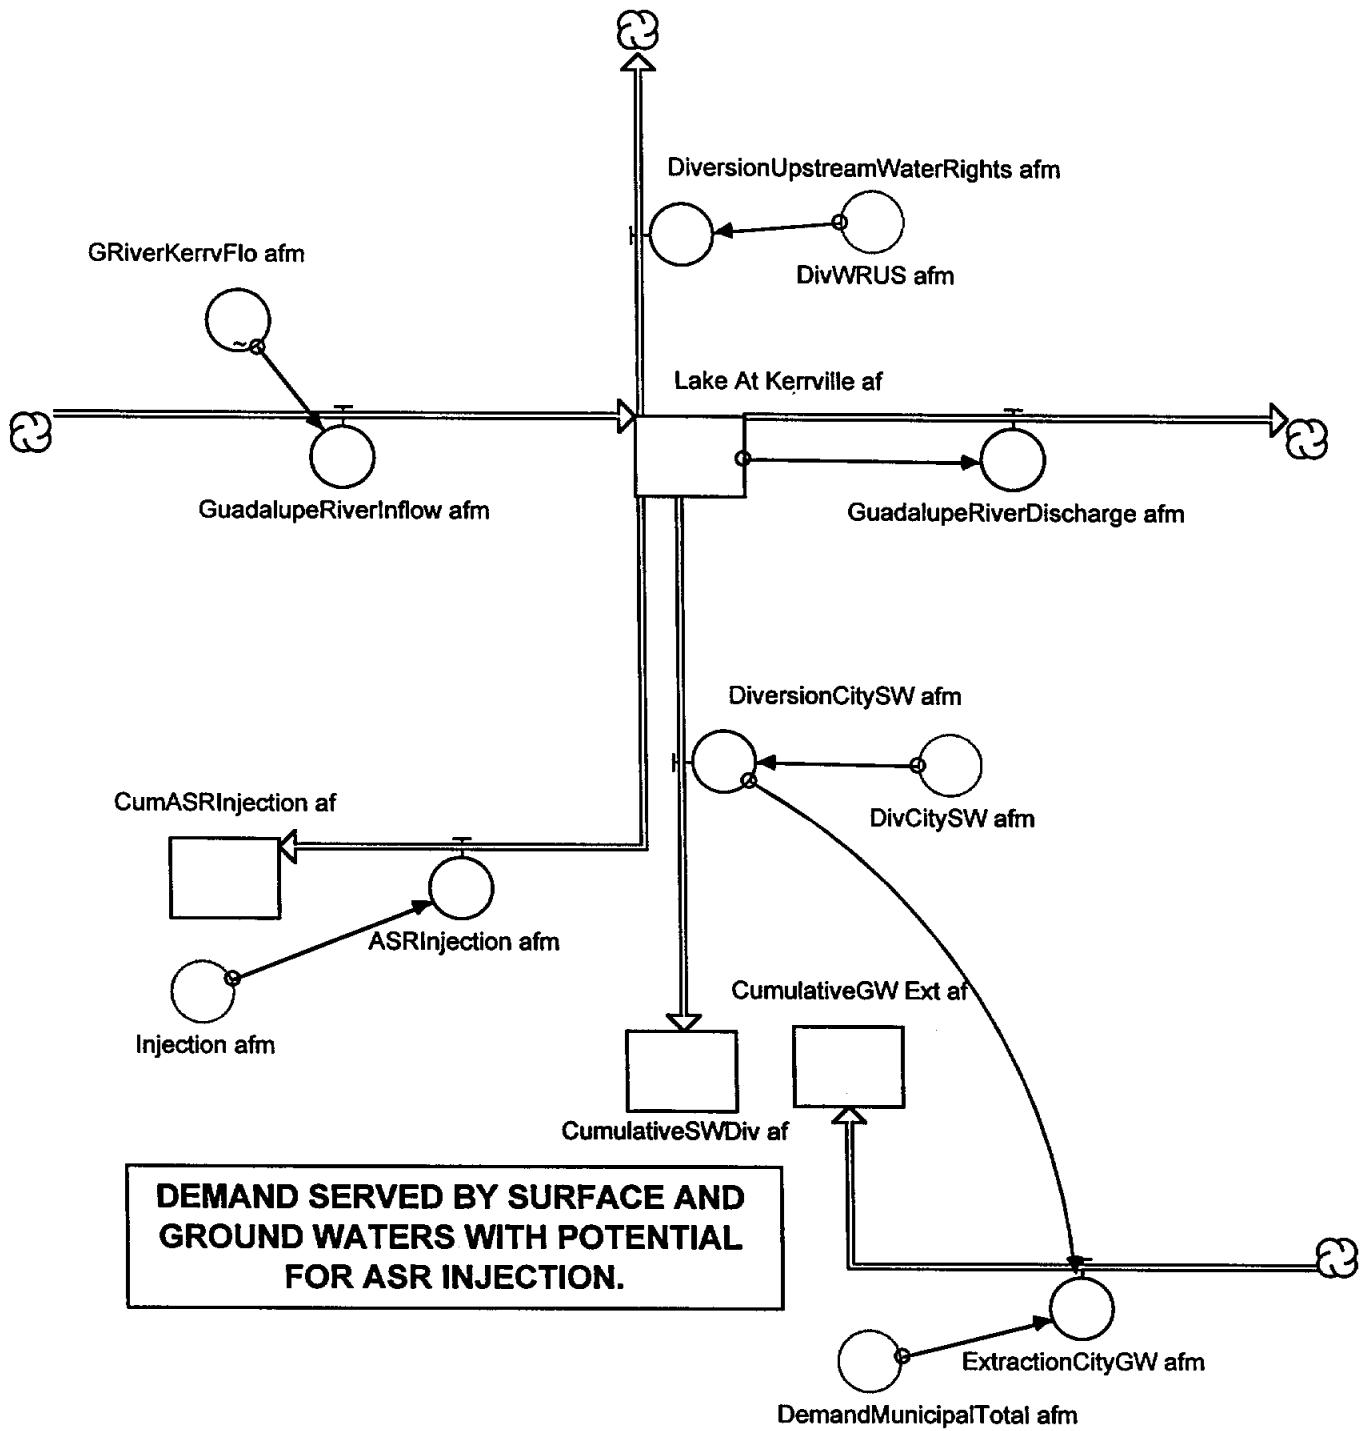 DiversionUpstreamWaterRights afm
GRiverKerrvFlo afm
DivWRUS afm
~
Lake At Kerrville af
GuadalupeRiverInflow afm
GuadalupeRiverDischarge afm
DiversionCitySW afm
CumASRInjection af
DivCitySW afm
ASRInjection afm
CumulativeGW Ext af
Injection afm
CumulativeSWDiv af
DEMAND SERVED BY SURFACE AND
GROUND WATERS WITH POTENTIAL
FOR ASR INJECTION.
ExtractionCityGW afm
DemandMunicipalTotal afm